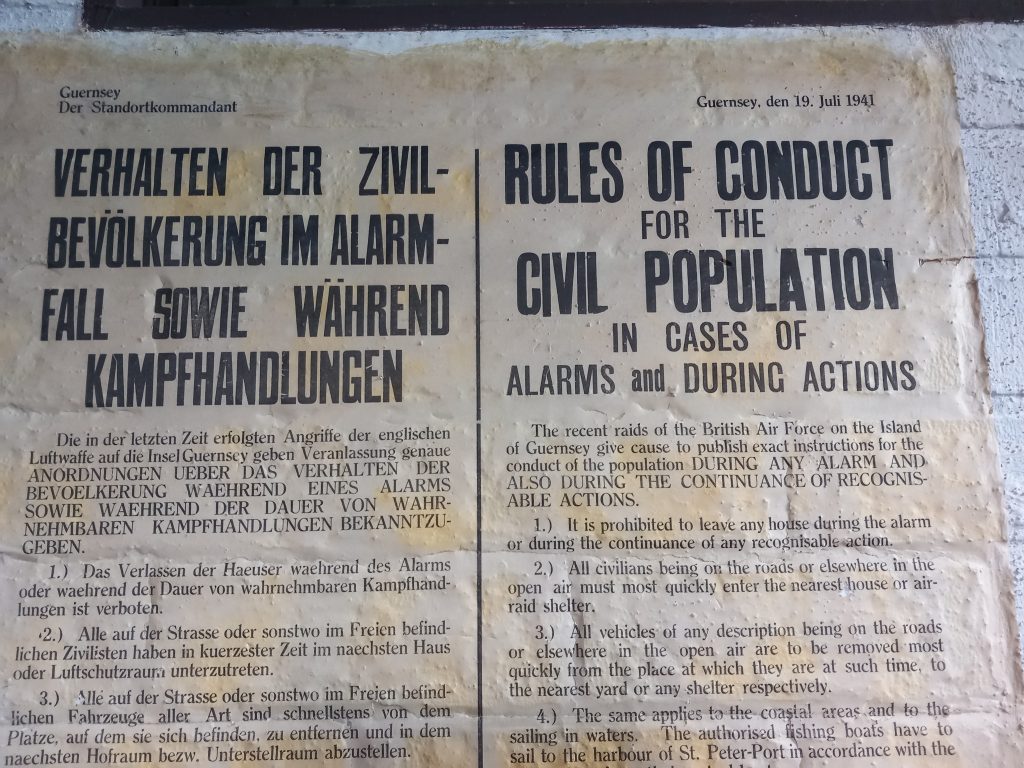 Guernsey
Der Standortkommandant
Guernsey, den 19. Juli 1941
VERHALTEN DER ZIVIL-
BEVÖLKERUNG IM ALARM-
FALL SOWIE WÄHREND
KAMPFHANDLUNGEN
Die in der letzten Zeit erfolgten Angriffe der englischen
Luftwaffe auf die Insel Guernsey geben Veranlassung genaue
ANORDNUNGEN UEBER DAS VERHALTEN DER
BEVOELKERUNG WAEHREND EINES ALARMS
SOWIE WAEHREND DER DAUER VON WAHR-
NEHMBAREN KAMPFHANDLUNGEN BEKANNTZU-
GEBEN.
1.) Das Verlassen der Haeuser waehrend des Alarms
oder waehrend der Dauer von wahrnehmbaren Kampfhand-
lungen ist verboten.
2.) Alle auf der Strasse oder sonstwo im Freien befind-
lichen Zivilisten haben in kuerzester Zeit im naechsten Haus
oder Luftschutzraum unterzutreten.
3.) Alle auf der Strasse oder sonstwo im Freien befind-
lichen Fahrzeuge aller Art sind schnellstens von dem
Platze, auf dem sie sich befinden, zu entfernen und in dem
naechsten Hofraum bezw. Unterstellraum abzustellen.
RULES OF CONDUCT
FOR THE
CIVIL POPULATION
IN CASES OF
ALARMS and DURING ACTIONS
The recent raids of the British Air Force on the Island
of Guernsey give cause to publish exact instructions for the
conduct of the population DURING ANY ALARM AND
ALSO DURING THE CONTINUANCE OF RECOGNIS-
ABLE ACTIONS.
1.) It is prohibited to leave any house during the alarm
or during the continuance of any recognisable action.
2.) All civilians being on the roads or elsewhere in the
open air must most quickly enter the nearest house or air-
raid shelter.
3.) All vehicles of any description being on the roads
or elsewhere in the open air are to be removed most
quickly from the place at which they are at such time, to
the nearest yard or any shelter respectively.
4.) The same applies to the coastal areas and to the
sailing in waters. The authorised fishing boats have to
sail to the harbour of St. Peter-Port in accordance with the